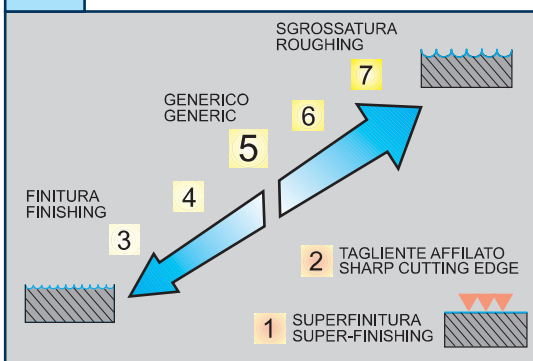 SGROSSATURA
ROUGHING
7
GENERICO
GENERIC
6
5
4
FINITURA
FINISHING
3
2 TAGLIENTE AFFILATO
SHARP CUTTING EDGE
1 SUPERFINITURA
SUPER-FINISHING